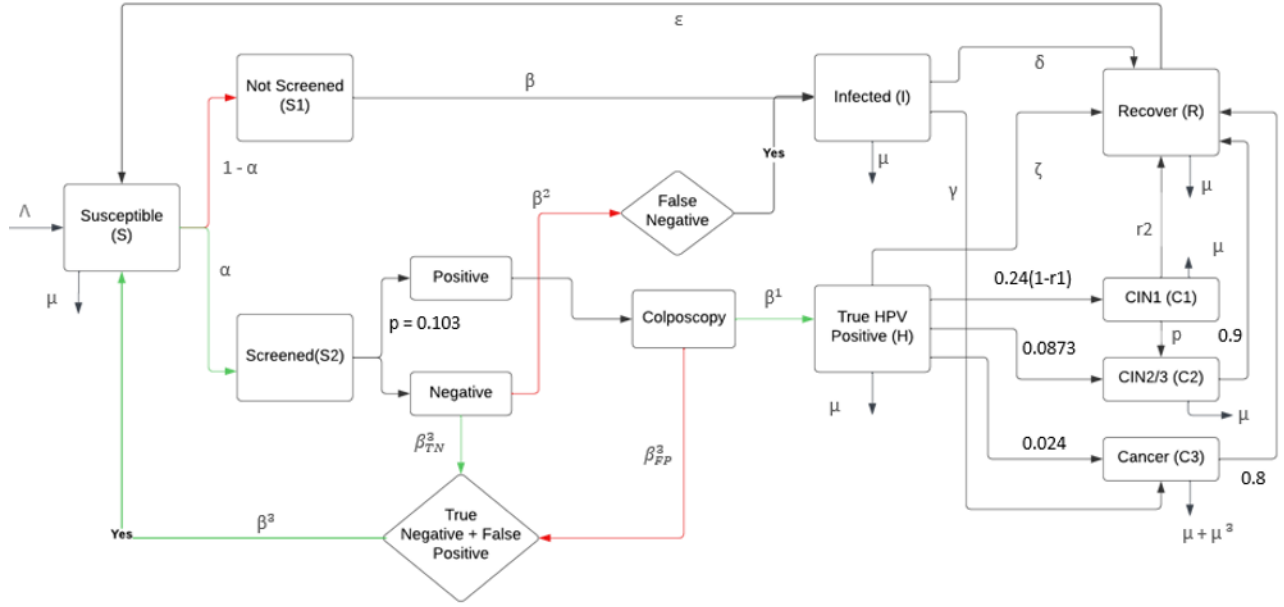 ε
Not Screened
(S1)
β
Infected (I)
δ
Recover (R)
Yes
μ
1 - α
ζ
μ
Λ
Susceptible
(S)
β²
False
Negative
γ
r2
μ
α
μ
Positive
p = 0.103
Colposcopy
β¹
True HPV
Positive (H)
0.24(1-r1)
CIN1 (C1)
Screened(S2)
0.0873
p
0.9
Negative
CIN2/3 (C2)
μ
μ
β³TN
β³FP
0.024
Cancer (C3)
0.8
True
Negative + False
Positive
β³
Yes
μ + μ³